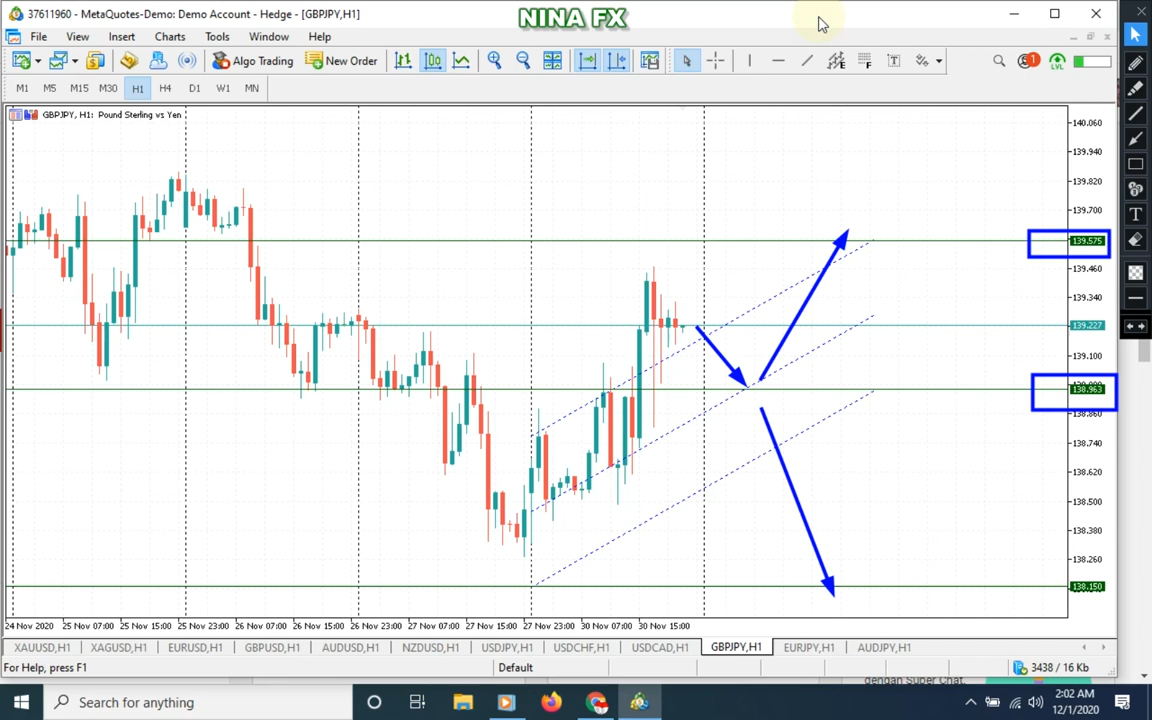 37611960 - MetaQuotes-Demo: Demo Account - Hedge - [GBPJPY,H1]
NINA FX
File View Insert Charts Tools Window Help
Algo Trading New Order
1
LVL
M1 M5 M15 M30 H1 H4 D1 W1 MN
GBPJPY, H1: Pound Sterling vs Yen
140.060
139.940
139.820
139.700
139.575
139.460
139.340
139.227
139.100
138.963
138.860
138.740
138.620
138.500
138.380
138.260
138.150
24 Nov 2020 25 Nov 07:00 25 Nov 15:00 25 Nov 23:00 26 Nov 07:00 26 Nov 15:00 26 Nov 23:00 27 Nov 07:00 27 Nov 15:00 27 Nov 23:00 30 Nov 07:00 30 Nov 15:00
XAUUSD,H1 XAGUSD,H1 EURUSD,H1 GBPUSD,H1 AUDUSD,H1 NZDUSD,H1 USDJPY,H1 USDCHF,H1 USDCAD,H1 GBPJPY,H1 EURJPY,H1 AUDJPY,H1
For Help, press F1 Default 3438 / 16 Kb
dengan Super Chat.
Search for anything
2:02 AM
12/1/2020